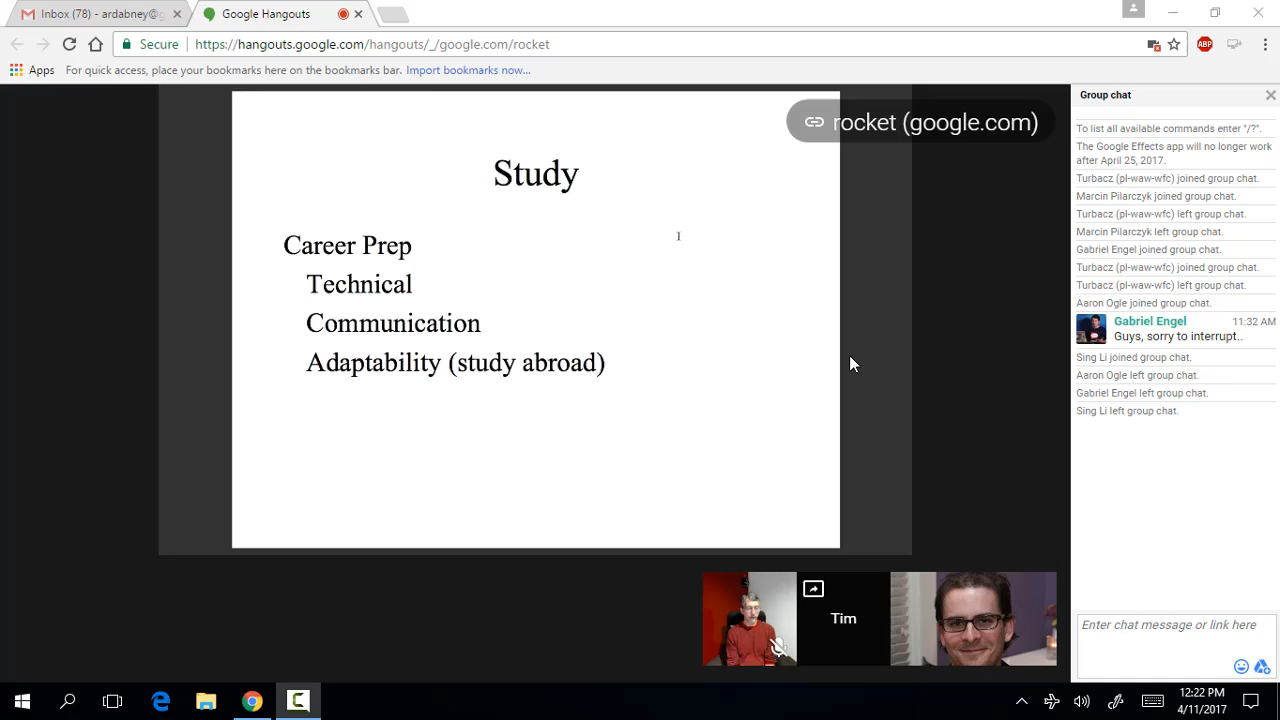 Inbox (78) - ardabney@g
Google Hangouts
Secure
https://hangouts.google.com/hangouts/_/google.com/rocket
ABP
Apps
For quick access, place your bookmarks here on the bookmarks bar. Import bookmarks now...
rocket (google.com)
Study
Career Prep
Technical
Communication
Adaptability (study abroad)
Tim
Group chat
To list all available commands enter "/?".
The Google Effects app will no longer work
after April 25, 2017.
Turbacz (pl-waw-wfc) joined group chat.
Marcin Pilarczyk joined group chat.
Turbacz (pl-waw-wfc) left group chat.
Marcin Pilarczyk left group chat.
Gabriel Engel joined group chat.
Turbacz (pl-waw-wfc) joined group chat.
Turbacz (pl-waw-wfc) left group chat.
Aaron Ogle joined group chat.
Gabriel Engel 11:32 AM
Guys, sorry to interrupt..
Sing Li joined group chat.
Aaron Ogle left group chat.
Gabriel Engel left group chat.
Sing Li left group chat.
Enter chat message or link here
12:22 PM
4/11/2017